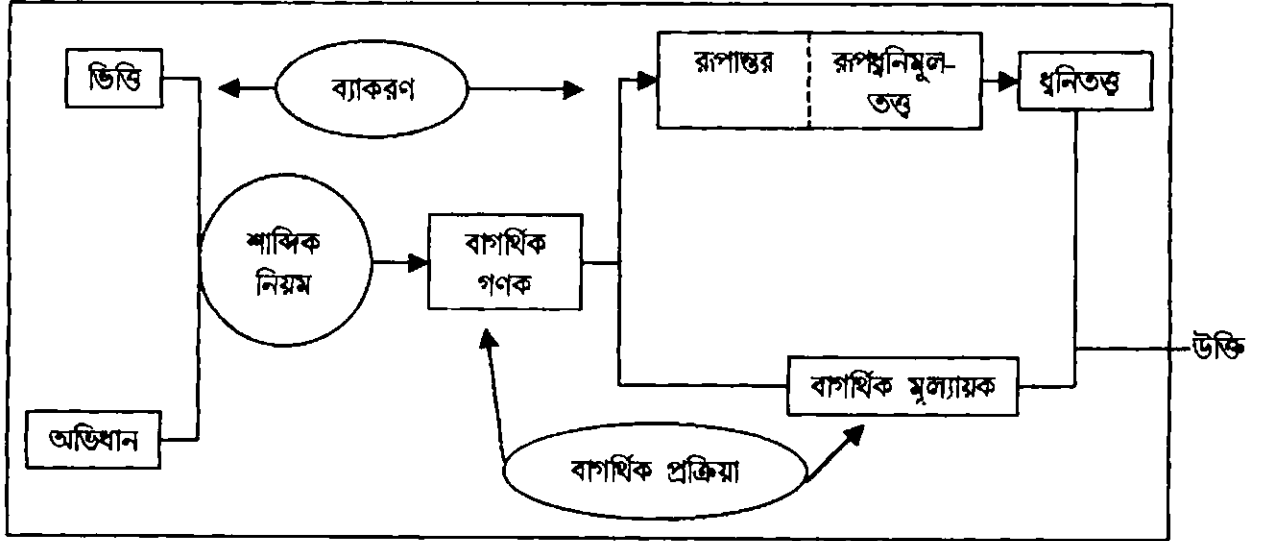 ভিত্তি
ব্যাকরণ
রূপান্তর
রূপধ্বনিমুল-
তত্ত্ব
ধ্বনিতত্ত্ব
শাব্দিক
নিয়ম
বাগর্থিক
গণক
উক্তি
বাগর্থিক মুল্যায়ক
অভিধান
বাগর্থিক প্রক্রিয়া